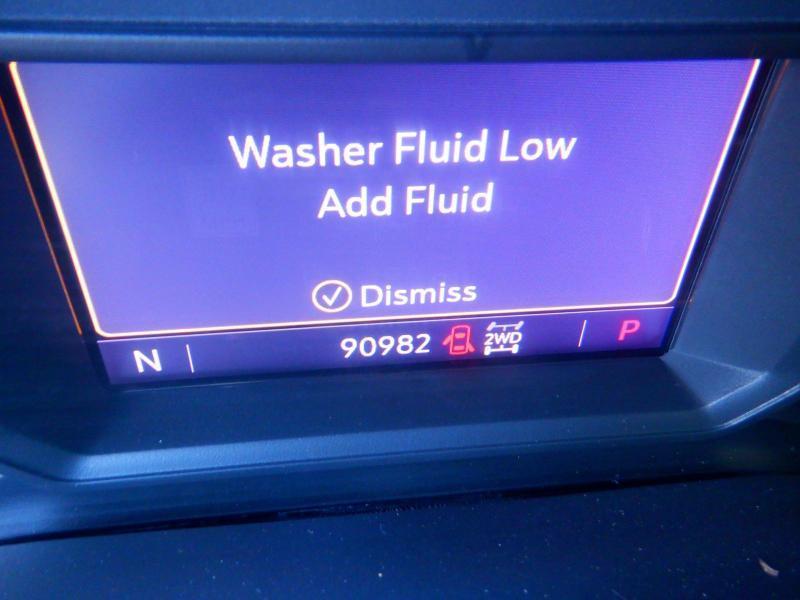 Washer Fluid Low
Add Fluid
Dismiss
N 90982 2WD P